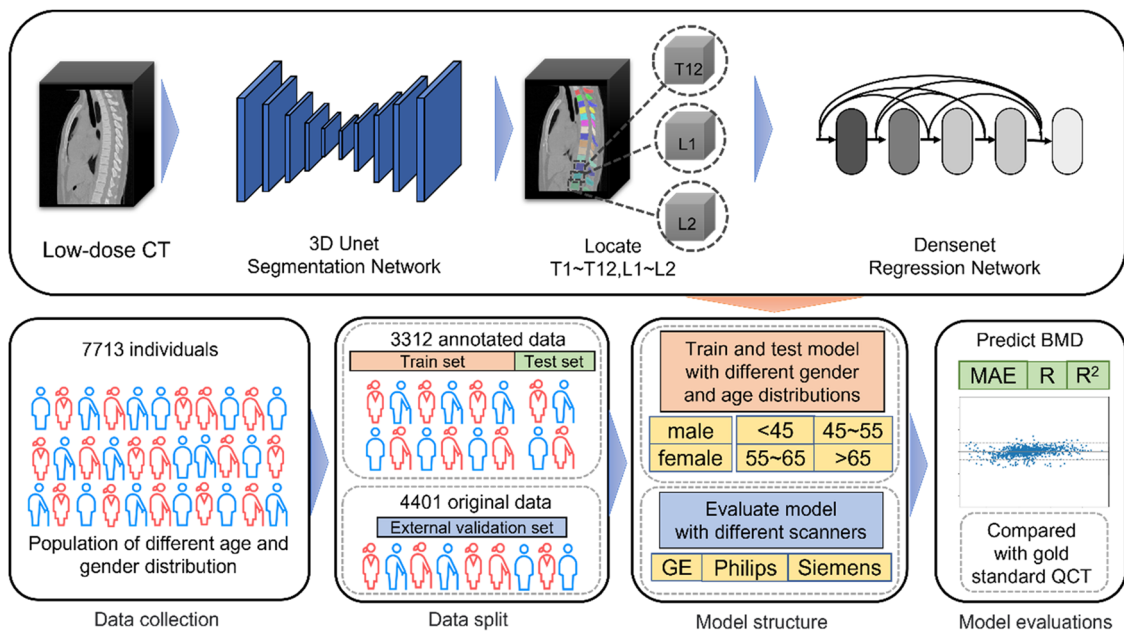 T12
L1
L2
Low-dose CT
3D Unet
Segmentation Network
Locate
T1~T12,L1~L2
Densenet
Regression Network
7713 individuals
Population of different age and
gender distribution
Data collection
3312 annotated data
Train set
Test set
4401 original data
External validation set
Data split
Train and test model
with different gender
and age distributions
male
<45
45~55
female
55~65
>65
Evaluate model
with different scanners
GE
Philips
Siemens
Model structure
Predict BMD
MAE
R
R²
Compared
with gold
standard QCT
Model evaluations